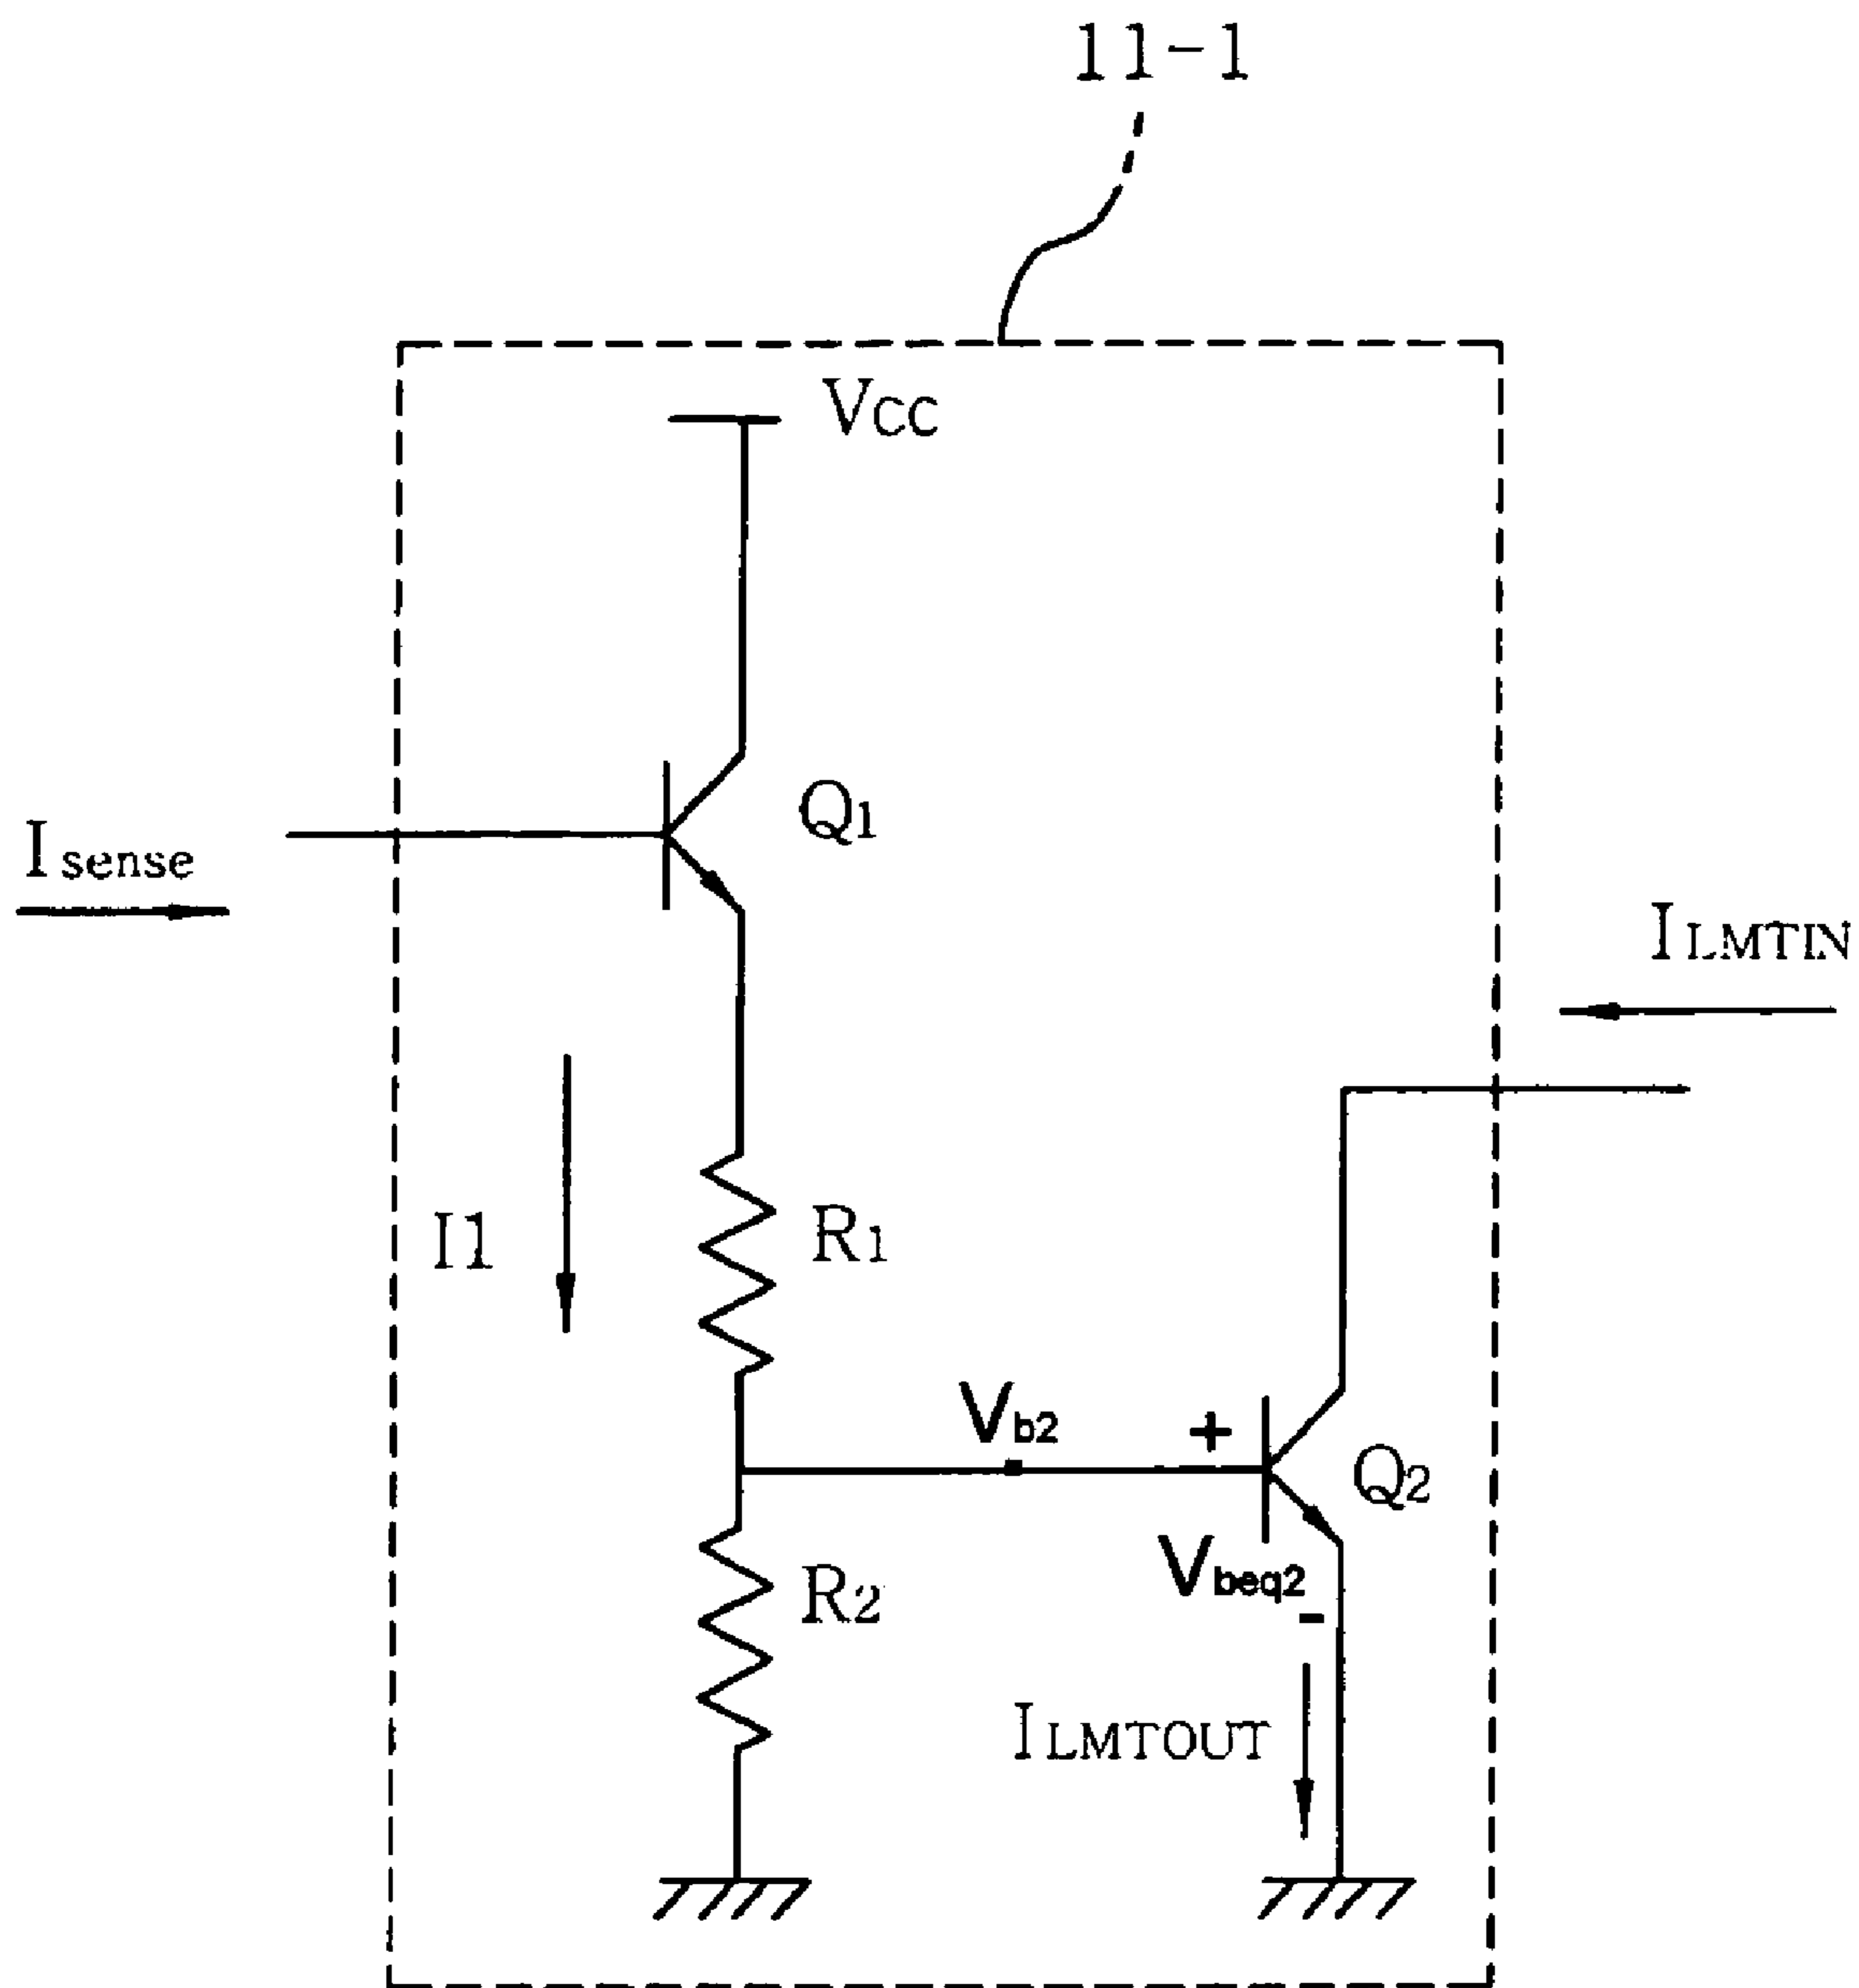 11-1
VCC
Q1
Isense
ILMTIN
I1
R1
Vb2
+
Q2
Vbeq2
-
R2
ILMTOUT